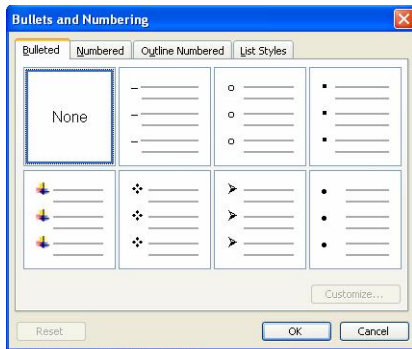 Bullets and Numbering
Bulleted Numbered Outline Numbered List Styles
None
Customize...
Reset OK Cancel